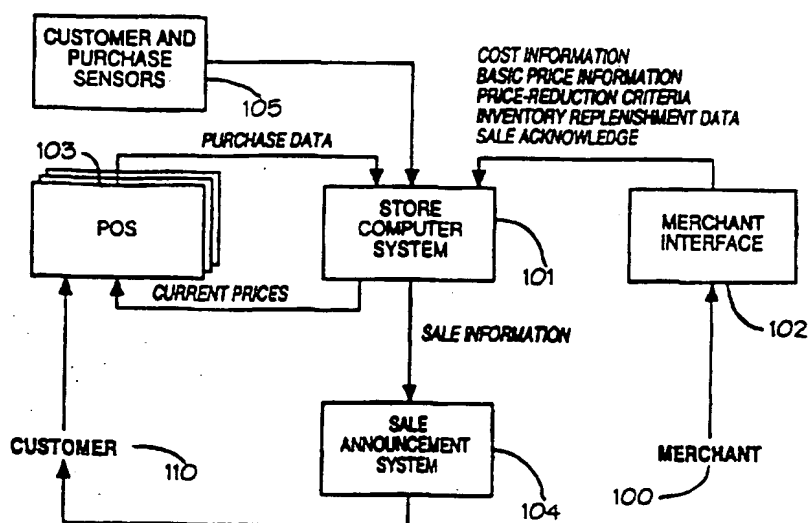 CUSTOMER AND
PURCHASE
SENSORS
105
COST INFORMATION
BASIC PRICE INFORMATION
PRICE-REDUCTION CRITERIA
INVENTORY REPLENISHMENT DATA
SALE ACKNOWLEDGE
103
PURCHASE DATA
POS
STORE
COMPUTER
SYSTEM
101
MERCHANT
INTERFACE
102
CURRENT PRICES
SALE INFORMATION
CUSTOMER
110
SALE
ANNOUNCEMENT
SYSTEM
104
MERCHANT
100